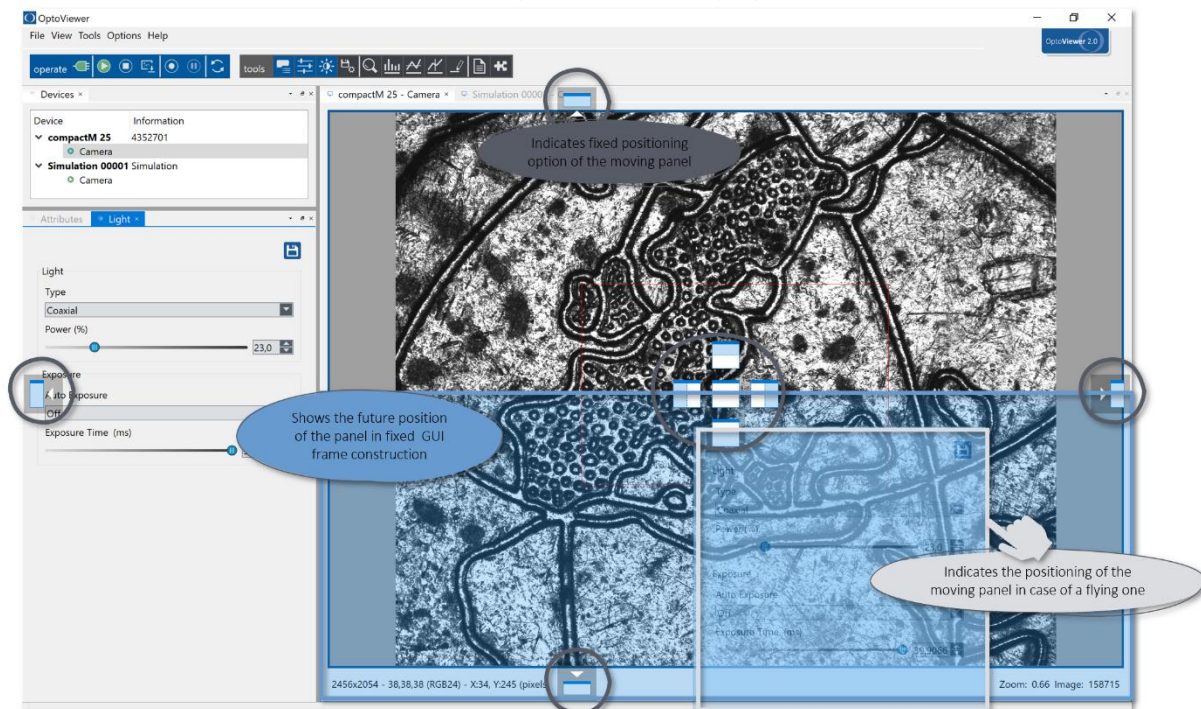 OptoViewer
File View Tools Options Help
OptoViewer 2.0
operate
tools
Devices
compactM 25 - Camera
Simulation 0000
Device Information
compactM 25 4352701
Camera
Simulation 00001 Simulation
Camera
Indicates fixed positioning
option of the moving panel
Attributes Light
Light
Type
Coaxial
Power (%)
23,0
Exposure
Auto Exposure
Off
Exposure Time (ms)
Shows the future position
of the panel in fixed GUI
frame construction
Light
Type
Coaxial
Power (%)
Exposure
Auto Exposure
Off
Exposure Time (ms)
Indicates the positioning of the
moving panel in case of a flying one
2456x2054 - 38,38,38 (RGB24) - X:34, Y:245 (pixels
Zoom: 0.66 Image: 158715